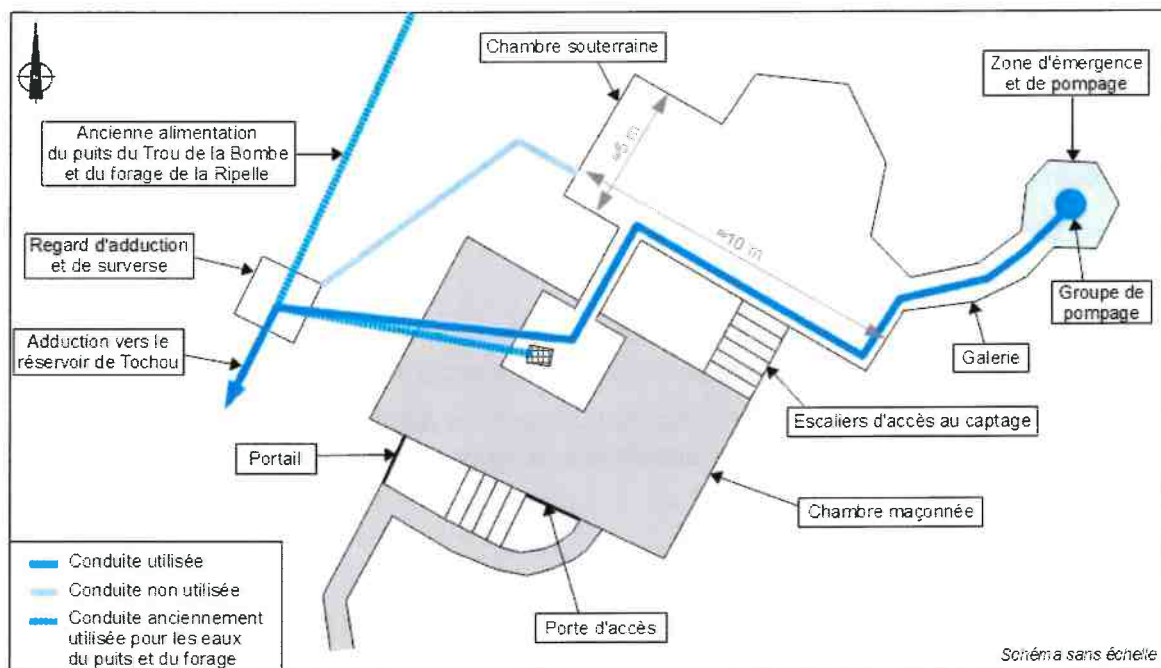 Chambre souterraine
Zone d'émergence
et de pompage
Ancienne alimentation
du puits du Trou de la Bombe
et du forage de la Ripelle
≈5 m
≈10 m
Regard d'adduction
et de surverse
Groupe de
pompage
Adduction vers le
réservoir de Tochou
Galerie
Escaliers d'accès au captage
Portail
Chambre maçonnée
Conduite utilisée
Conduite non utilisée
Conduite anciennement
utilisée pour les eaux
du puits et du forage
Porte d'accès
Schéma sans échelle